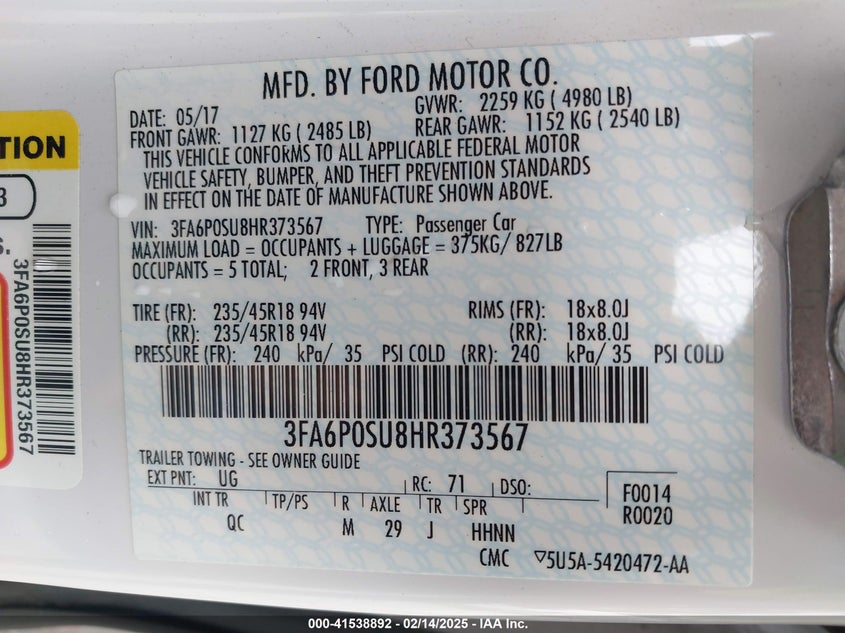 MFD. BY FORD MOTOR CO.
DATE: 05/17 GVWR: 2259 KG ( 4980 LB)
FRONT GAWR: 1127 KG ( 2485 LB) REAR GAWR: 1152 KG ( 2540 LB)
THIS VEHICLE CONFORMS TO ALL APPLICABLE FEDERAL MOTOR
VEHICLE SAFETY, BUMPER, AND THEFT PREVENTION STANDARDS
IN EFFECT ON THE DATE OF MANUFACTURE SHOWN ABOVE.
VIN: 3FA6P0SU8HR373567 TYPE: Passenger Car
MAXIMUM LOAD = OCCUPANTS + LUGGAGE = 375KG/ 827LB
OCCUPANTS = 5 TOTAL; 2 FRONT, 3 REAR
TIRE (FR): 235/45R18 94V RIMS (FR): 18x8.0J
(RR): 235/45R18 94V (RR): 18x8.0J
PRESSURE (FR): 240 kPa/ 35 PSI COLD (RR): 240 kPa/ 35 PSI COLD
3FA6P0SU8HR373567
TRAILER TOWING - SEE OWNER GUIDE
EXT PNT: UG RC: 71 DSO:
INT TR TP/PS R AXLE TR SPR
QC M 29 J HHNN
F0014
R0020
CMC ▽5U5A-5420472-AA
TION
3
S.
3FA6P0SU8HR373567
000-41538892 - 02/14/2025 - IAA Inc.